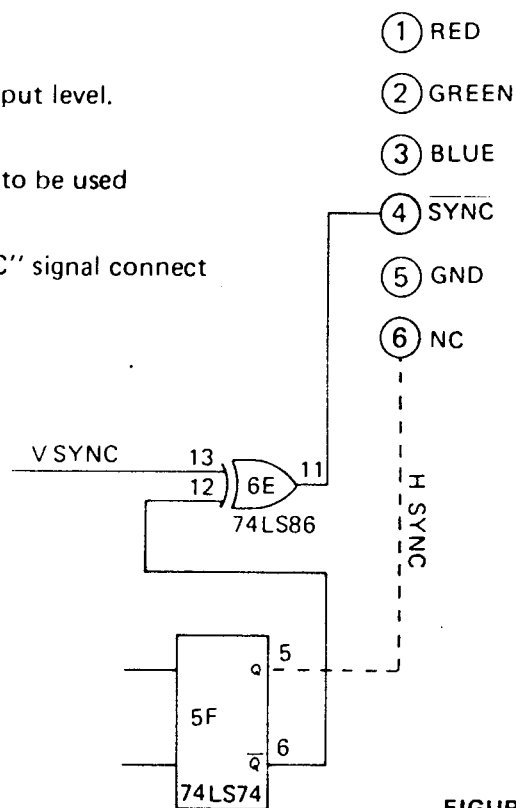 1 RED
put level.
2 GREEN
3 BLUE
to be used
4 SYNC
C" signal connect
5 GND
6 NC
V SYNC
13
12
6E
11
74LS86
H SYNC
Q 5
5F
Q 6
74LS74
FIGUR